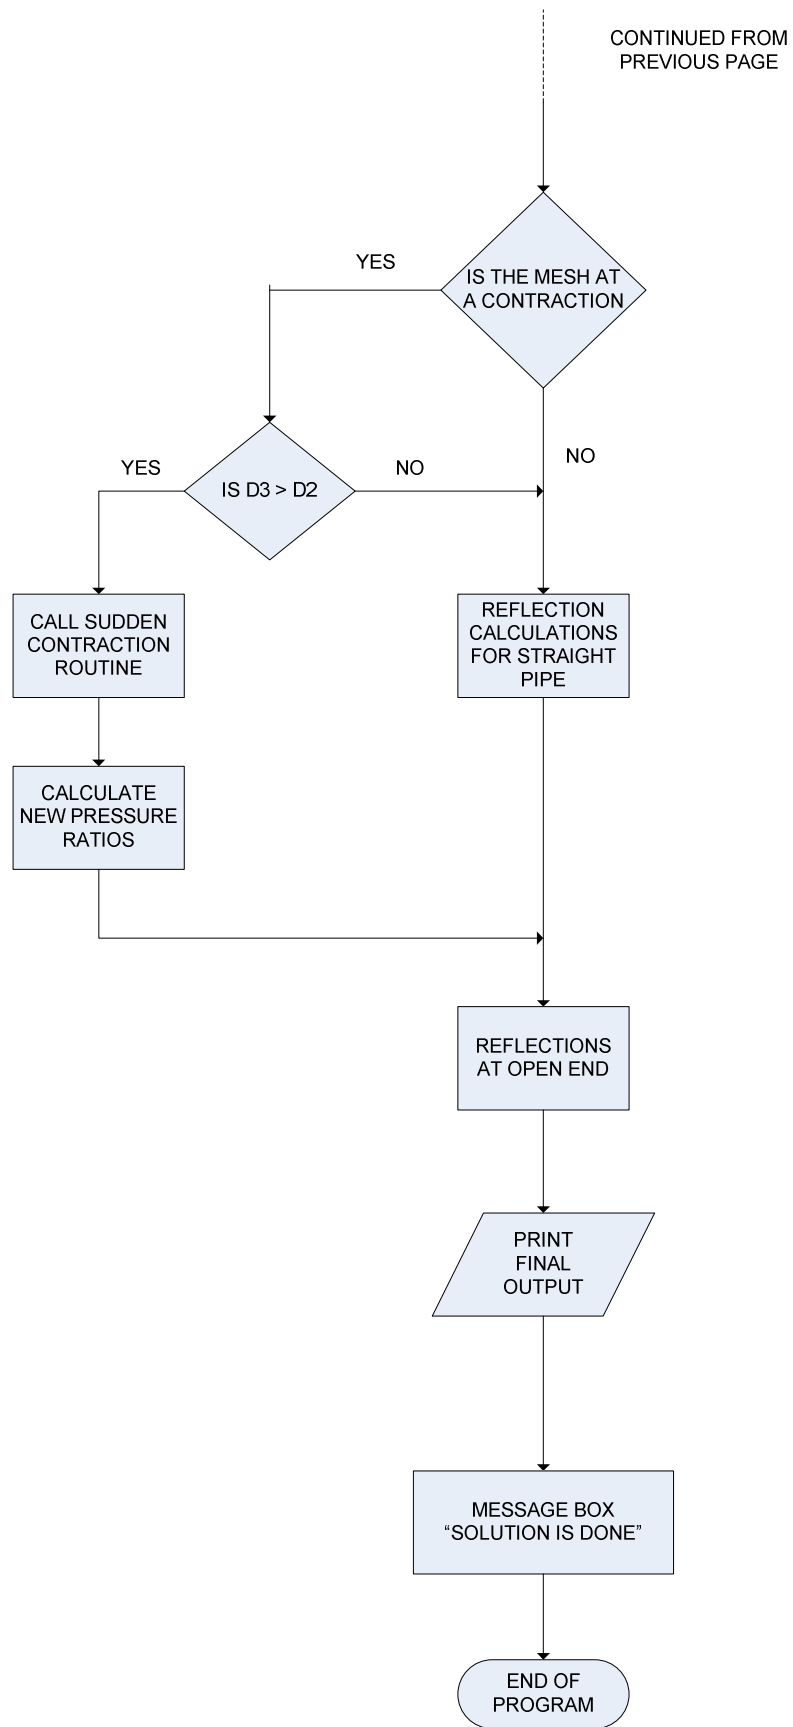 CONTINUED FROM
PREVIOUS PAGE
YES
IS THE MESH AT
A CONTRACTION
YES
IS D3 > D2
NO
NO
CALL SUDDEN
CONTRACTION
ROUTINE
REFLECTION
CALCULATIONS
FOR STRAIGHT
PIPE
CALCULATE
NEW PRESSURE
RATIOS
REFLECTIONS
AT OPEN END
PRINT
FINAL
OUTPUT
MESSAGE BOX
“SOLUTION IS DONE”
END OF
PROGRAM